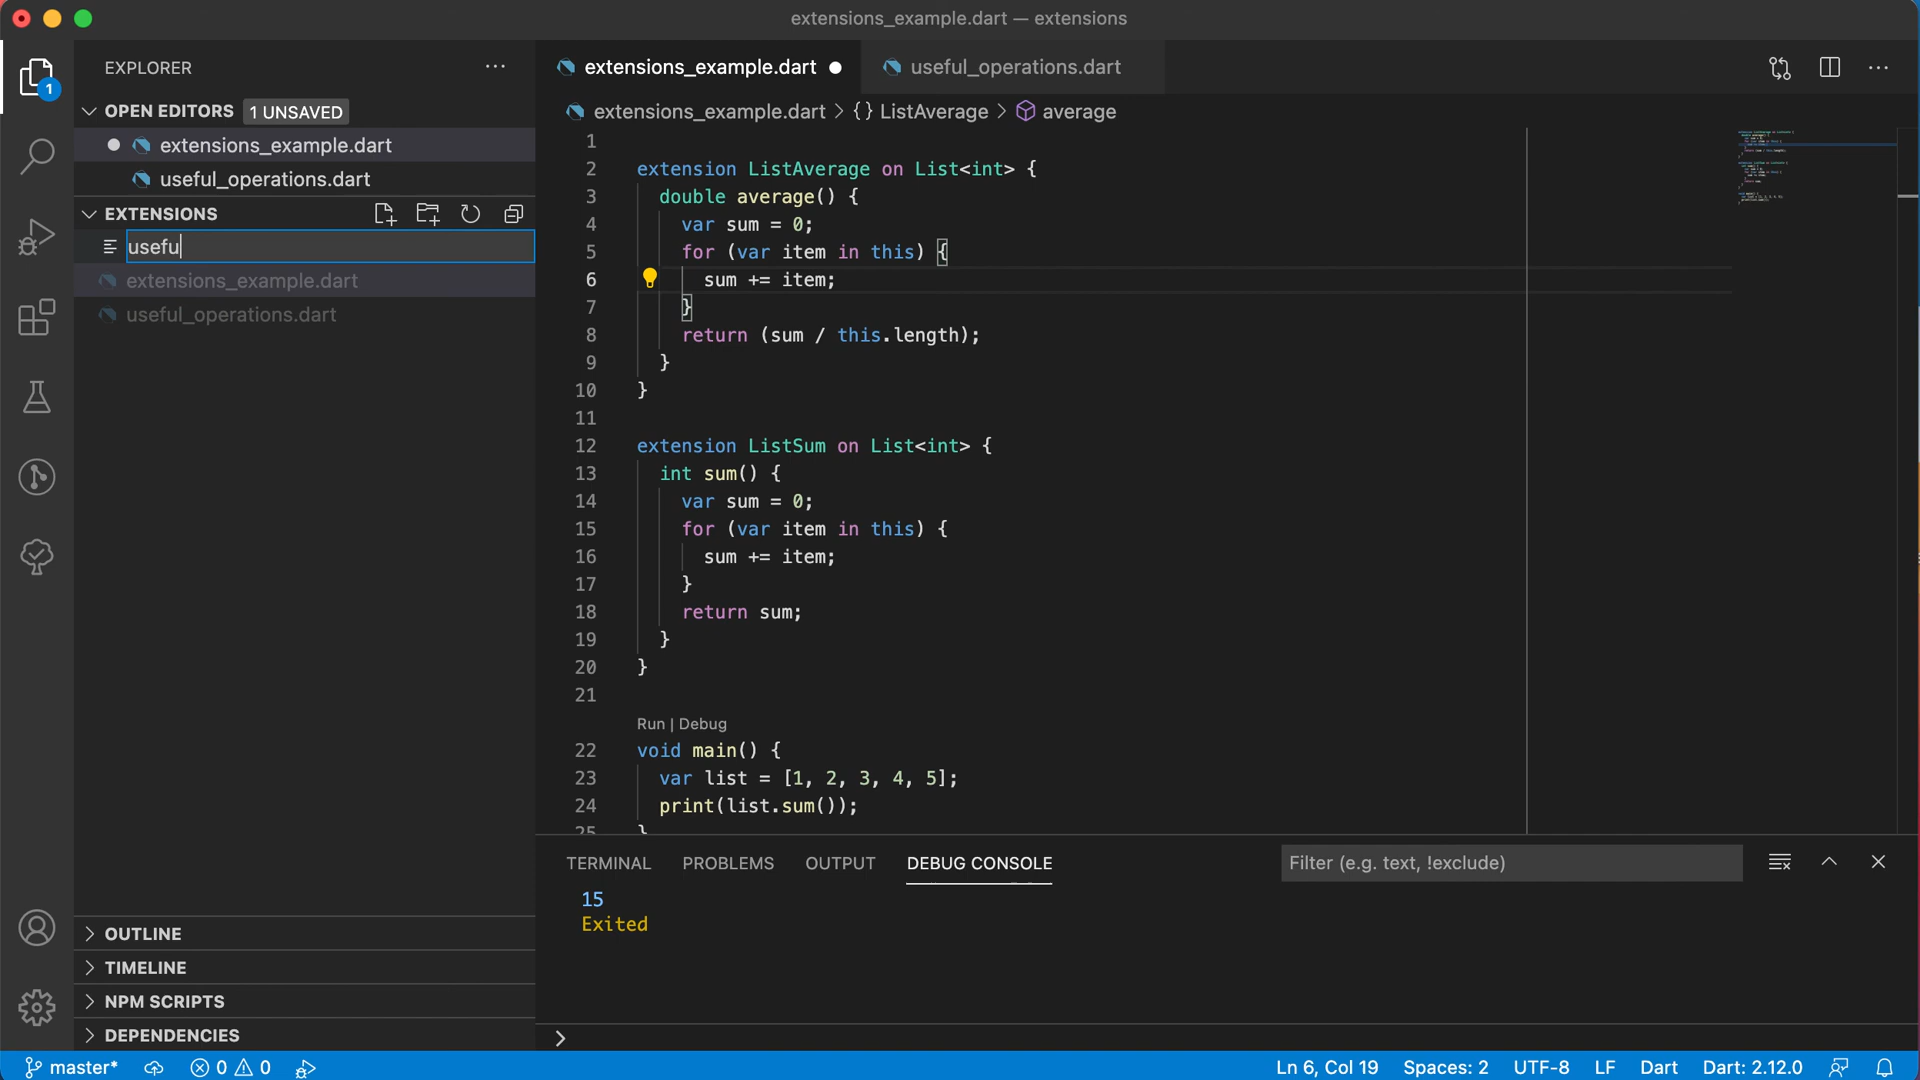 extensions_example.dart — extensions
EXPLORER
extensions_example.dart
useful_operations.dart
1
OPEN EDITORS 1 UNSAVED
extensions_example.dart
useful_operations.dart
EXTENSIONS
usefu
extensions_example.dart
useful_operations.dart
extensions_example.dart > {} ListAverage > average
1
2 extension ListAverage on List<int> {
3 double average() {
4 var sum = 0;
5 for (var item in this) {
6 sum += item;
7 }
8 return (sum / this.length);
9 }
10 }
11
12 extension ListSum on List<int> {
13 int sum() {
14 var sum = 0;
15 for (var item in this) {
16 sum += item;
17 }
18 return sum;
19 }
20 }
21
Run | Debug
22 void main() {
23 var list = [1, 2, 3, 4, 5];
24 print(list.sum());
25 }
TERMINAL PROBLEMS OUTPUT DEBUG CONSOLE
Filter (e.g. text, !exclude)
15
Exited
OUTLINE
TIMELINE
NPM SCRIPTS
DEPENDENCIES
master* 0 0
Ln 6, Col 19 Spaces: 2 UTF-8 LF Dart Dart: 2.12.0